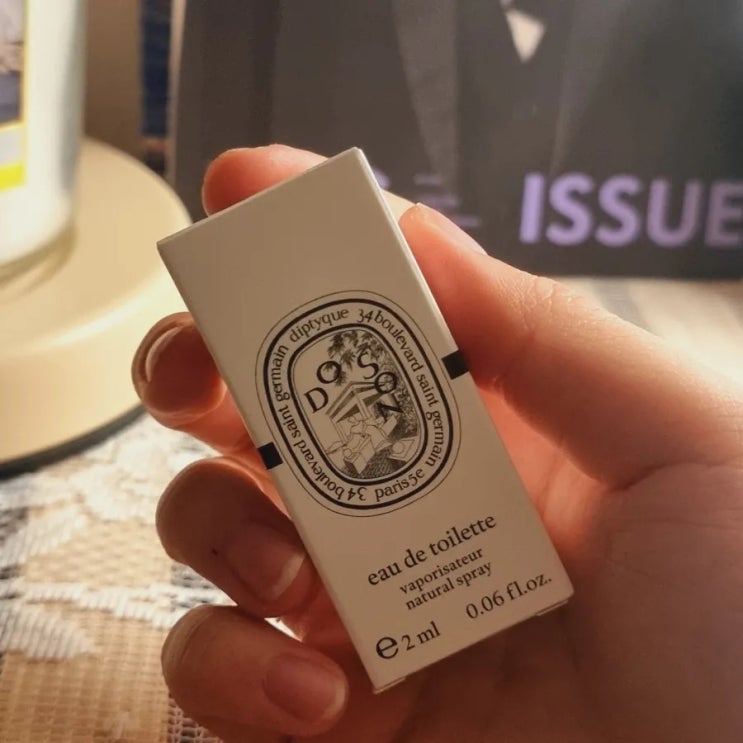 ISSUE
diptyque 34 boulevard saint germain paris 5e 34 boulevard saint germain
DO SON
eau de toilette
vaporisateur
natural spray
e 2 ml 0.06 fl.oz.